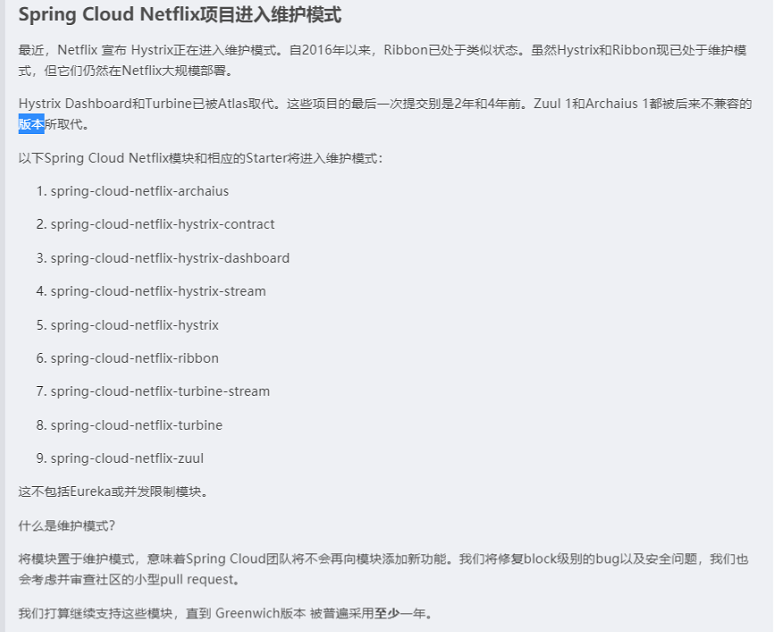 Spring Cloud Netflix项目进入维护模式
最近，Netflix 宣布 Hystrix正在进入维护模式。自2016年以来，Ribbon已处于类似状态。虽然Hystrix和Ribbon现已处于维护模
式，但它们仍然在Netflix大规模部署。
Hystrix Dashboard和Turbine已被Atlas取代。这些项目的最后一次提交别是2年和4年前。Zuul 1和Archaius 1都被后来不兼容的
版本所取代。
以下Spring Cloud Netflix模块和相应的Starter将进入维护模式：
1. spring-cloud-netflix-archaius
2. spring-cloud-netflix-hystrix-contract
3. spring-cloud-netflix-hystrix-dashboard
4. spring-cloud-netflix-hystrix-stream
5. spring-cloud-netflix-hystrix
6. spring-cloud-netflix-ribbon
7. spring-cloud-netflix-turbine-stream
8. spring-cloud-netflix-turbine
9. spring-cloud-netflix-zuul
这不包括Eureka或并发限制模块。
什么是维护模式？
将模块置于维护模式，意味着Spring Cloud团队将不会再向模块添加新功能。我们将修复block级别的bug以及安全问题，我们也
会考虑并审查社区的小型pull request。
我们打算继续支持这些模块，直到 Greenwich版本 被普遍采用至少一年。